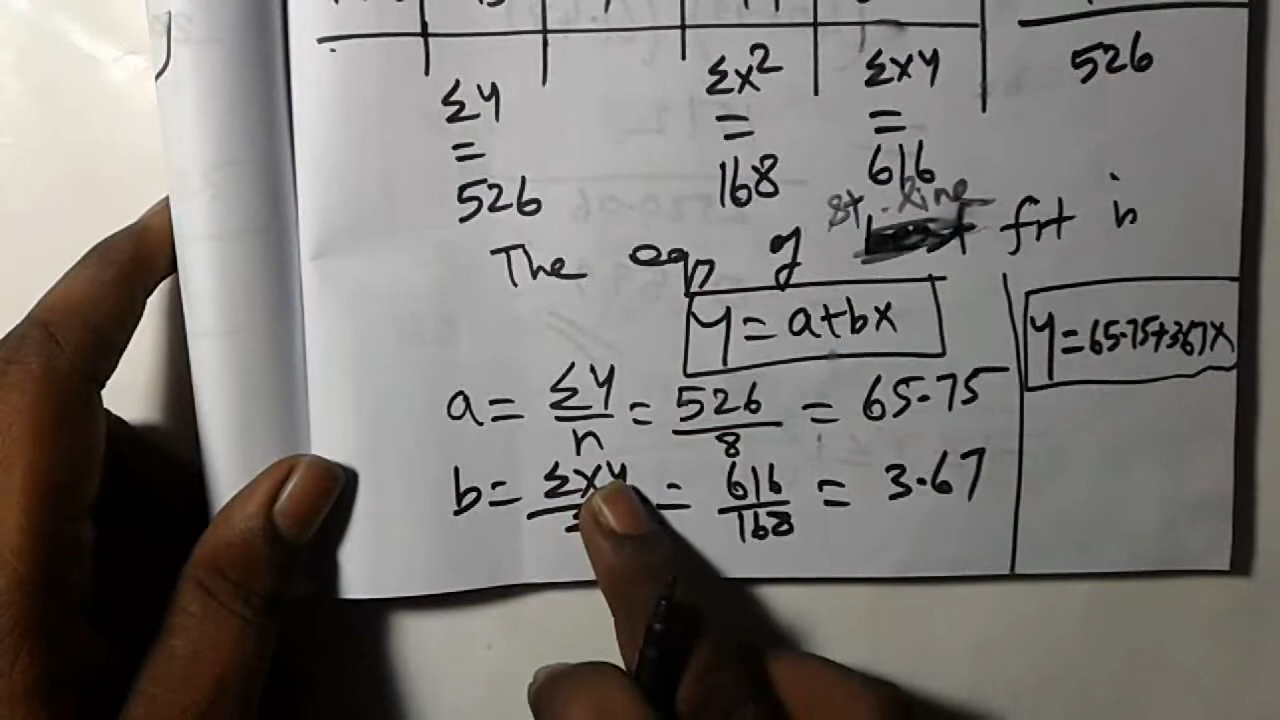 ΣY ΣX² ΣXY 526
= = =
526 168 616
The eqn of st. line fit is
Y = a+bX
Y=65.75+3.67X
a = ΣY/n = 526/8 = 65.75
b = ΣXY = 616/168 = 3.67